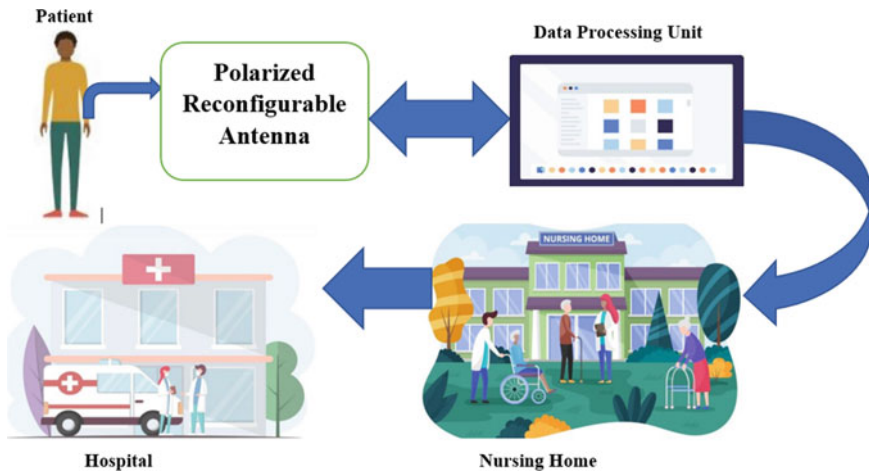 Patient
Data Processing Unit
Polarized
Reconfigurable
Antenna
NURSING HOME
Hospital
Nursing Home